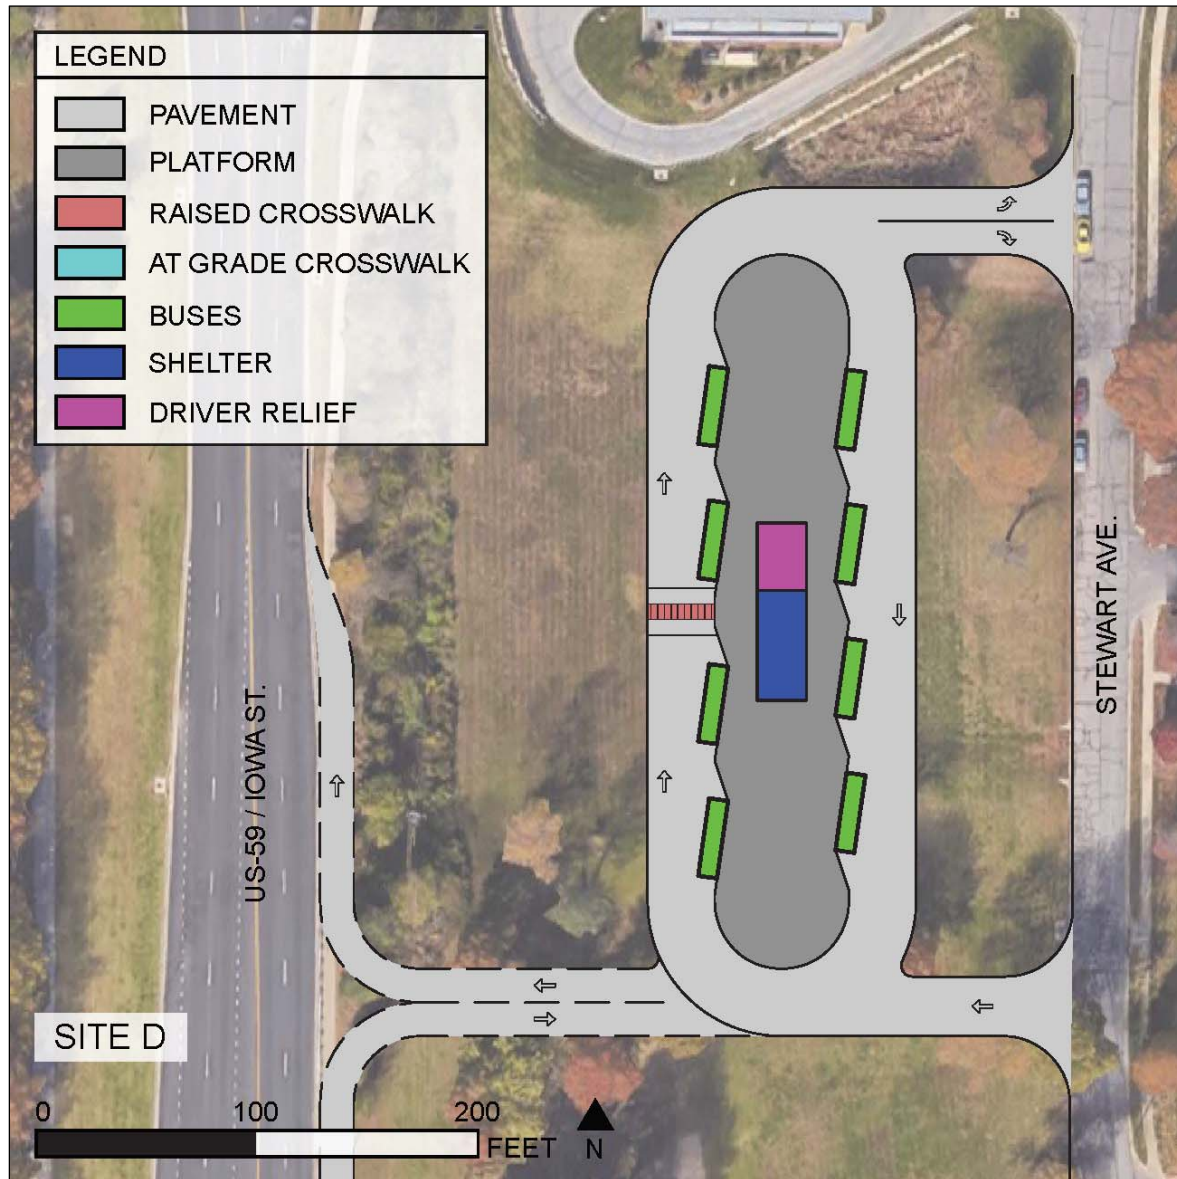 LEGEND
PAVEMENT
PLATFORM
RAISED CROSSWALK
AT GRADE CROSSWALK
BUSES
SHELTER
DRIVER RELIEF
US-59 / IOWA ST.
STEWART AVE.
SITE D
0 100 200
FEET N